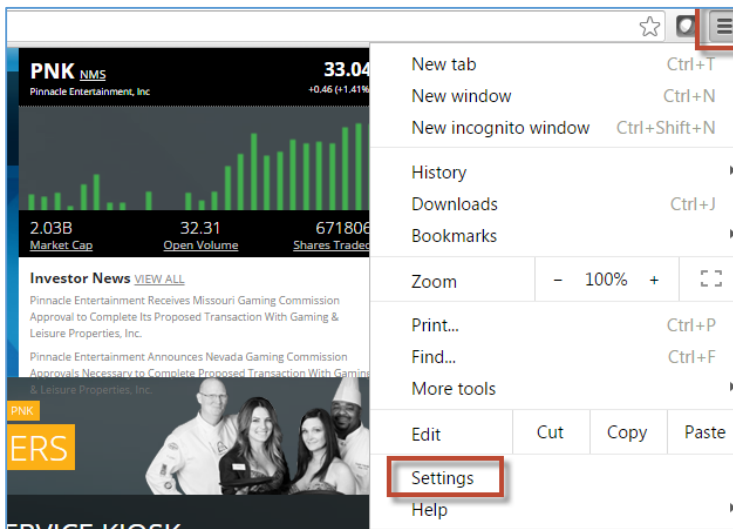 PNK NMS
33.04
Pinnacle Entertainment, Inc
+0.46 (+1.41%
2.03B
32.31
671806
Market Cap
Open Volume
Shares Traded
Investor News VIEW ALL
Pinnacle Entertainment Receives Missouri Gaming Commission
Approval to Complete Its Proposed Transaction With Gaming &
Leisure Properties, Inc.
Pinnacle Entertainment Announces Nevada Gaming Commission
Approvals Necessary to Complete Proposed Transaction With Gaming
& Leisure Properties, Inc.
PNK
ERS
ERVICE KIOSK
New tab Ctrl+T
New window Ctrl+N
New incognito window Ctrl+Shift+N
History
Downloads Ctrl+J
Bookmarks
Zoom - 100% +
Print... Ctrl+P
Find... Ctrl+F
More tools
Edit Cut Copy Paste
Settings
Help